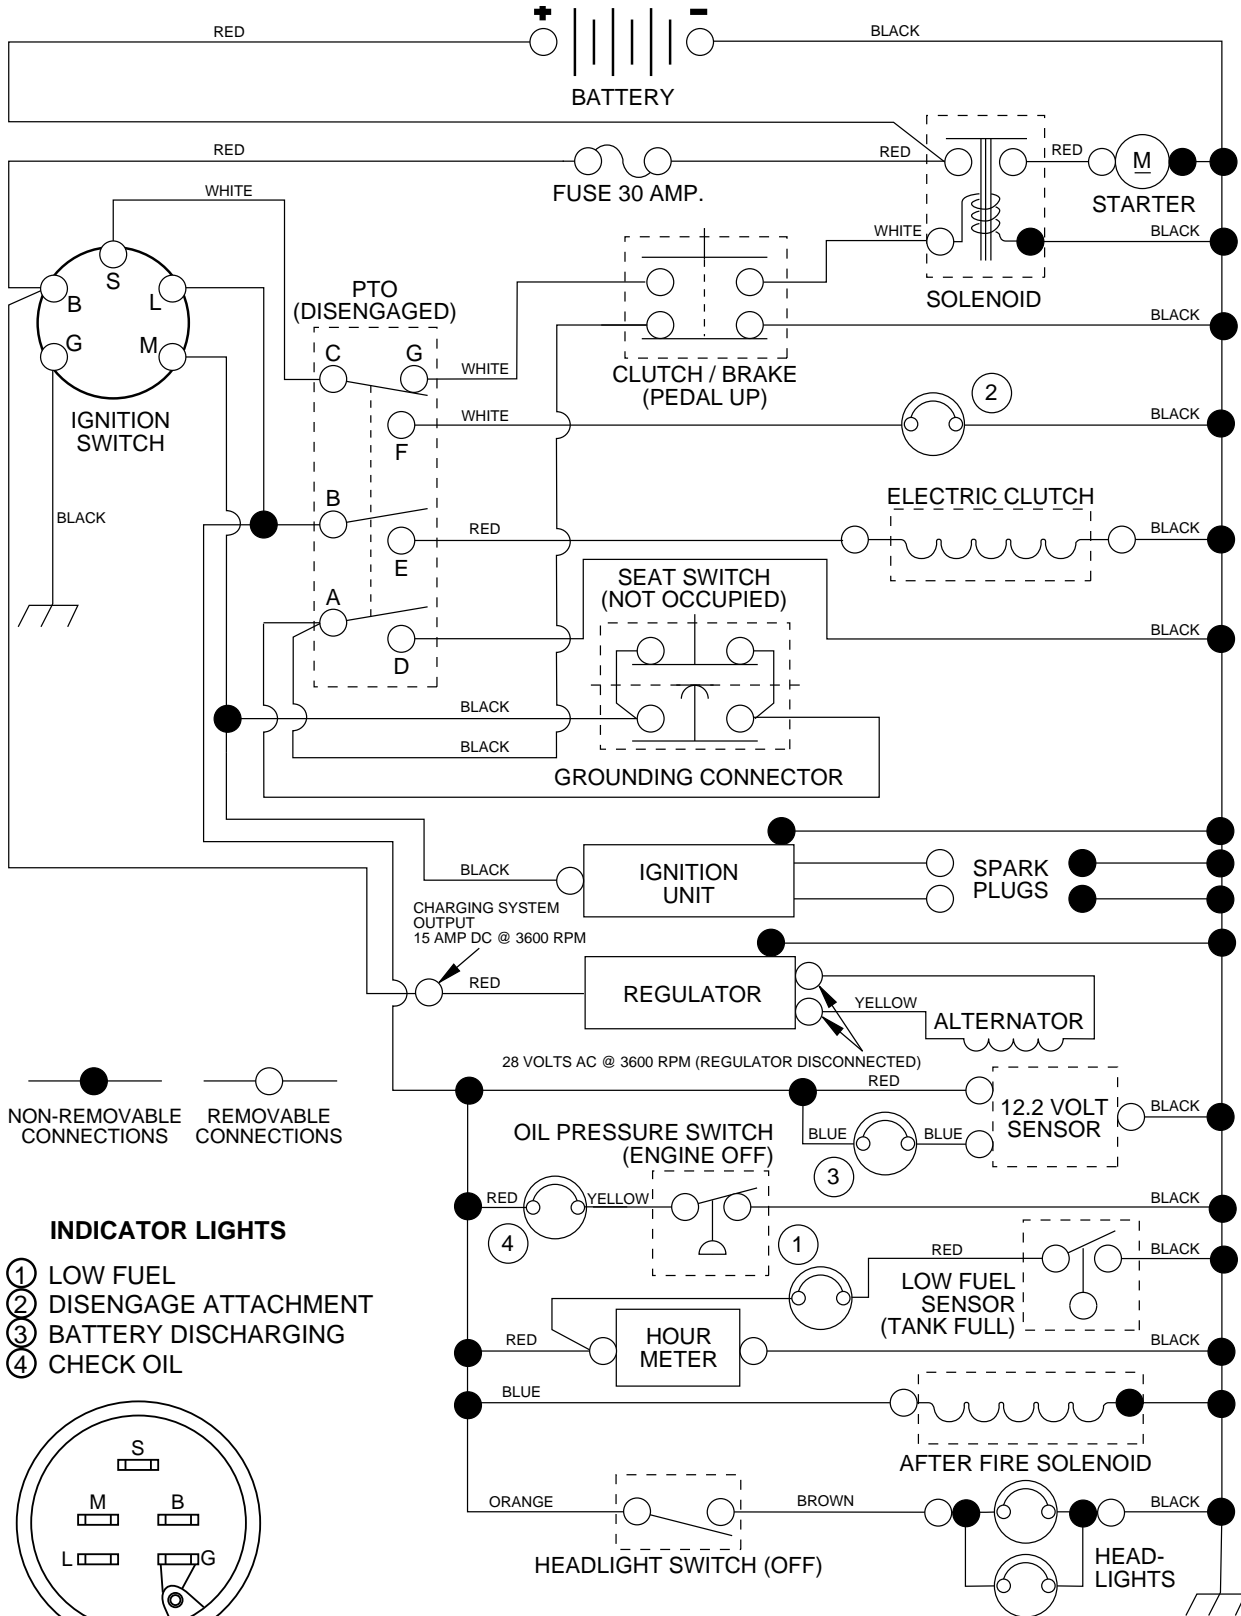 + −
RED
BLACK
BATTERY
RED
RED
RED
M
FUSE 30 AMP.
STARTER
WHITE
WHITE
BLACK
SOLENOID
S
B
L
G
M
IGNITION
SWITCH
BLACK
PTO
(DISENGAGED)
C
G
WHITE
F
WHITE
B
E
RED
A
D
BLACK
CLUTCH / BRAKE
(PEDAL UP)
2
BLACK
ELECTRIC CLUTCH
BLACK
SEAT SWITCH
(NOT OCCUPIED)
BLACK
BLACK
BLACK
GROUNDING CONNECTOR
BLACK
IGNITION
UNIT
SPARK
PLUGS
CHARGING SYSTEM
OUTPUT
15 AMP DC @ 3600 RPM
RED
REGULATOR
YELLOW
ALTERNATOR
28 VOLTS AC @ 3600 RPM (REGULATOR DISCONNECTED)
NON-REMOVABLE
CONNECTIONS
REMOVABLE
CONNECTIONS
RED
12.2 VOLT
SENSOR
BLACK
BLUE
BLUE
3
OIL PRESSURE SWITCH
(ENGINE OFF)
RED
YELLOW
BLACK
4
1
RED
BLACK
LOW FUEL
SENSOR
(TANK FULL)
RED
HOUR
METER
BLACK
BLUE
AFTER FIRE SOLENOID
ORANGE
BROWN
BLACK
HEADLIGHT SWITCH (OFF)
HEAD-
LIGHTS
INDICATOR LIGHTS
1 LOW FUEL
2 DISENGAGE ATTACHMENT
3 BATTERY DISCHARGING
4 CHECK OIL
S
M B
L G